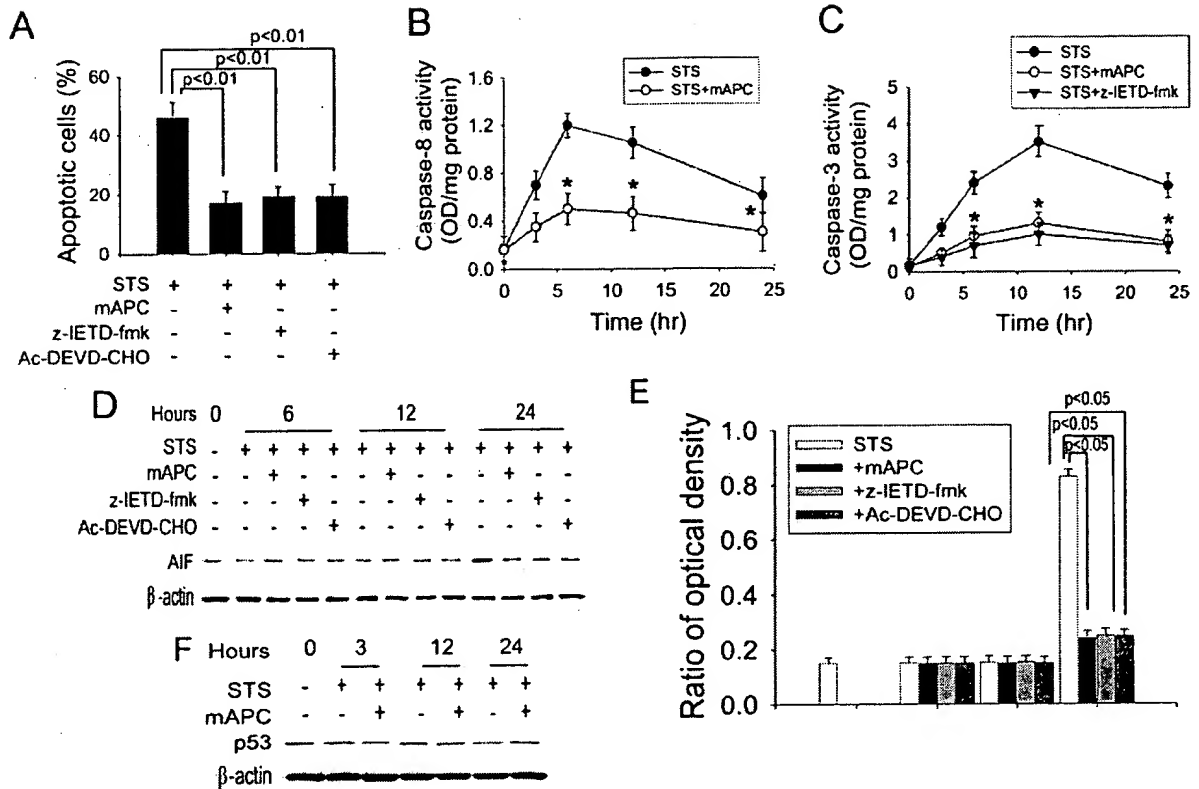 A
p<0.01
p<0.01
p<0.01
Apoptotic cells (%)
60
40
20
0
STS + + + +
mAPC - + - -
z-IETD-fmk - - + -
Ac-DEVD-CHO - - - +
B
STS
STS+mAPC
Caspase-8 activity
(OD/mg protein)
1.6
1.2
0.8
0.4
0.0
* * *
0 5 10 15 20 25
Time (hr)
C
STS
STS+mAPC
STS+z-IETD-fmk
Caspase-3 activity
(OD/mg protein)
5
4
3
2
1
0
* * *
0 5 10 15 20 25
Time (hr)
D
Hours 0 6 12 24
STS - + + + + + + + + + + + +
mAPC - - + - - - + - - - + - -
z-IETD-fmk - - - + - - - + - - - + -
Ac-DEVD-CHO - - - - + - - - + - - - +
AIF
β-actin
E
p<0.05
p<0.05
p<0.05
STS
+mAPC
+z-IETD-fmk
+Ac-DEVD-CHO
Ratio of optical density
1.0
0.8
0.6
0.4
0.2
0.0
F
Hours 0 3 12 24
STS - + + + + + +
mAPC - - + - + - +
p53
β-actin